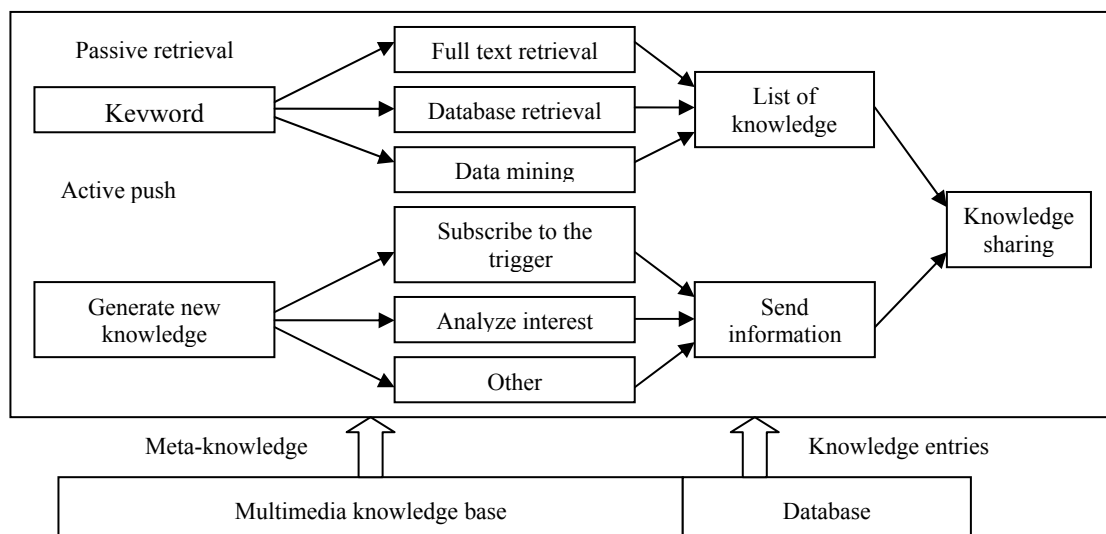 Passive retrieval
Keyword
Full text retrieval
Database retrieval
Data mining
List of
knowledge
Active push
Generate new
knowledge
Subscribe to the
trigger
Analyze interest
Other
Send
information
Knowledge
sharing
Meta-knowledge
Knowledge entries
Multimedia knowledge base
Database